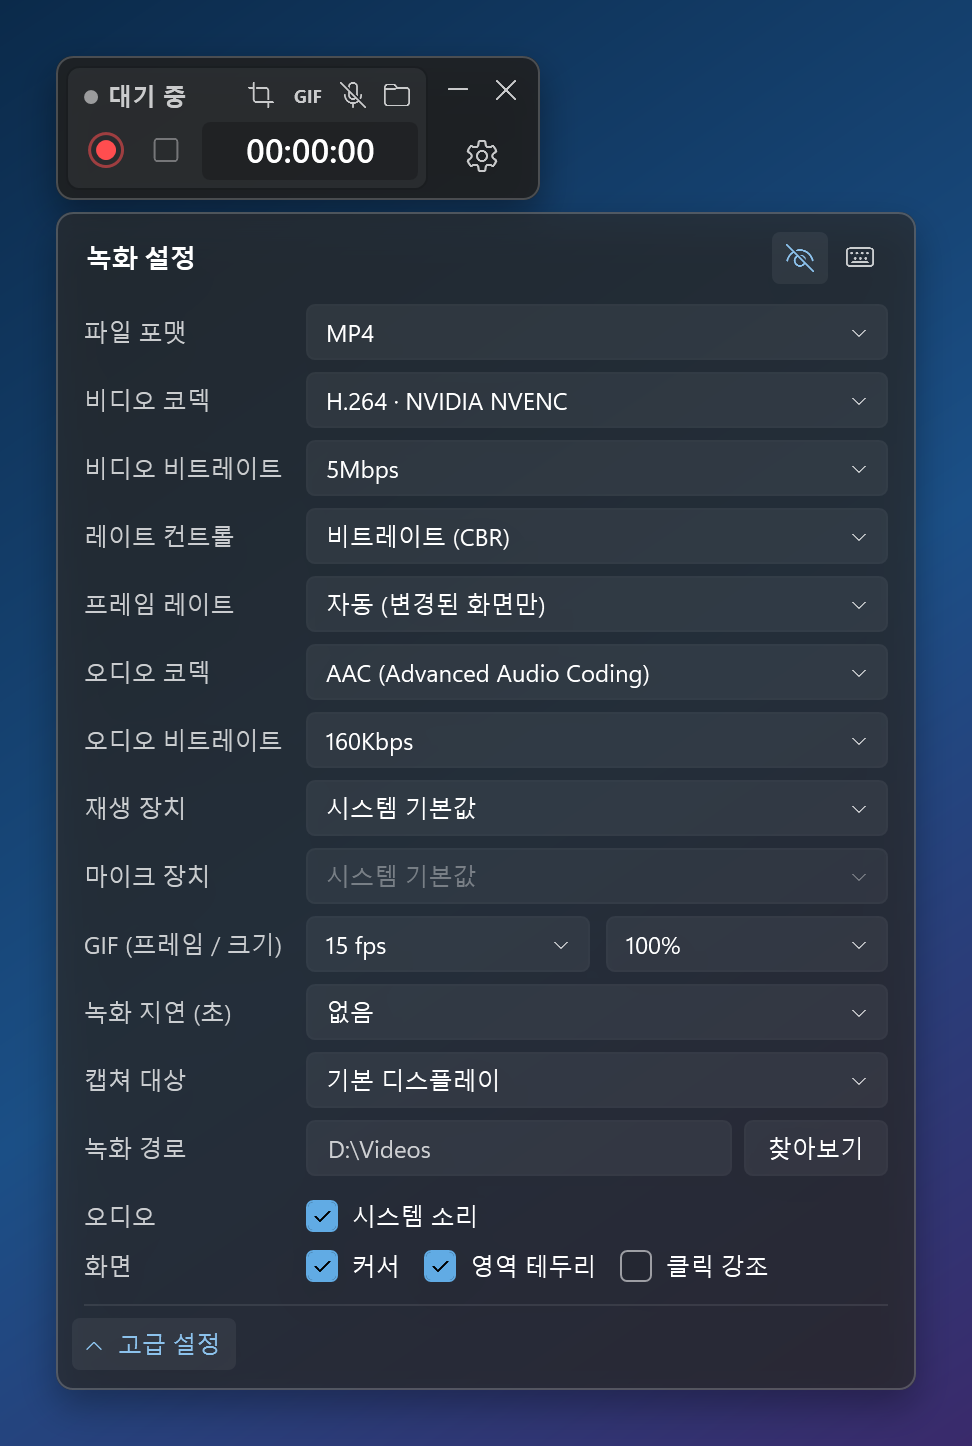 대기 중 GIF
00:00:00
녹화 설정
파일 포맷 MP4
비디오 코덱 H.264 · NVIDIA NVENC
비디오 비트레이트 5Mbps
레이트 컨트롤 비트레이트 (CBR)
프레임 레이트 자동 (변경된 화면만)
오디오 코덱 AAC (Advanced Audio Coding)
오디오 비트레이트 160Kbps
재생 장치 시스템 기본값
마이크 장치 시스템 기본값
GIF (프레임 / 크기) 15 fps 100%
녹화 지연 (초) 없음
캡쳐 대상 기본 디스플레이
녹화 경로 D:\Videos 찾아보기
오디오 시스템 소리
화면 커서 영역 테두리 클릭 강조
고급 설정